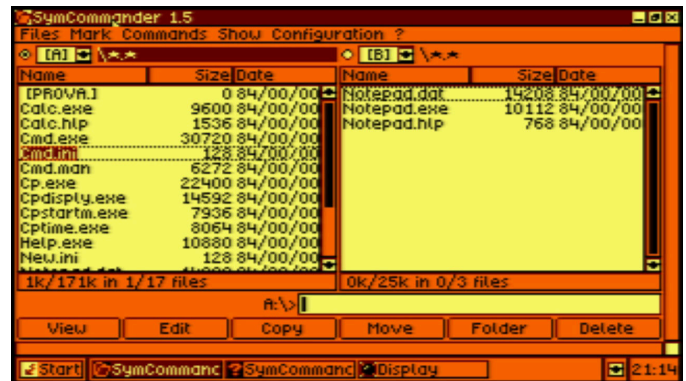 SymCommander 1.5
Files Mark Commands Show Configuration ?
[A] \*.*
[B] \*.*
Name Size Date
Name Size Date
[PROVA.] 0 84/00/00
Calc.exe 9600 84/00/00
Calc.hlp 1536 84/00/00
Cmd.exe 30720 84/00/00
Cmd.ini 128 84/00/00
Cmd.man 6272 84/00/00
Cp.exe 22400 84/00/00
Cpdisply.exe 14592 84/00/00
Cpstartm.exe 7936 84/00/00
Cptime.exe 8064 84/00/00
Help.exe 10880 84/00/00
New.ini 128 84/00/00
Notepad.dat 14208 84/00/00
Notepad.exe 10112 84/00/00
Notepad.hlp 768 84/00/00
1k/171k in 1/17 files
0k/25k in 0/3 files
A:\>
View Edit Copy Move Folder Delete
Start SymCommanc SymCommanc Display 21:14